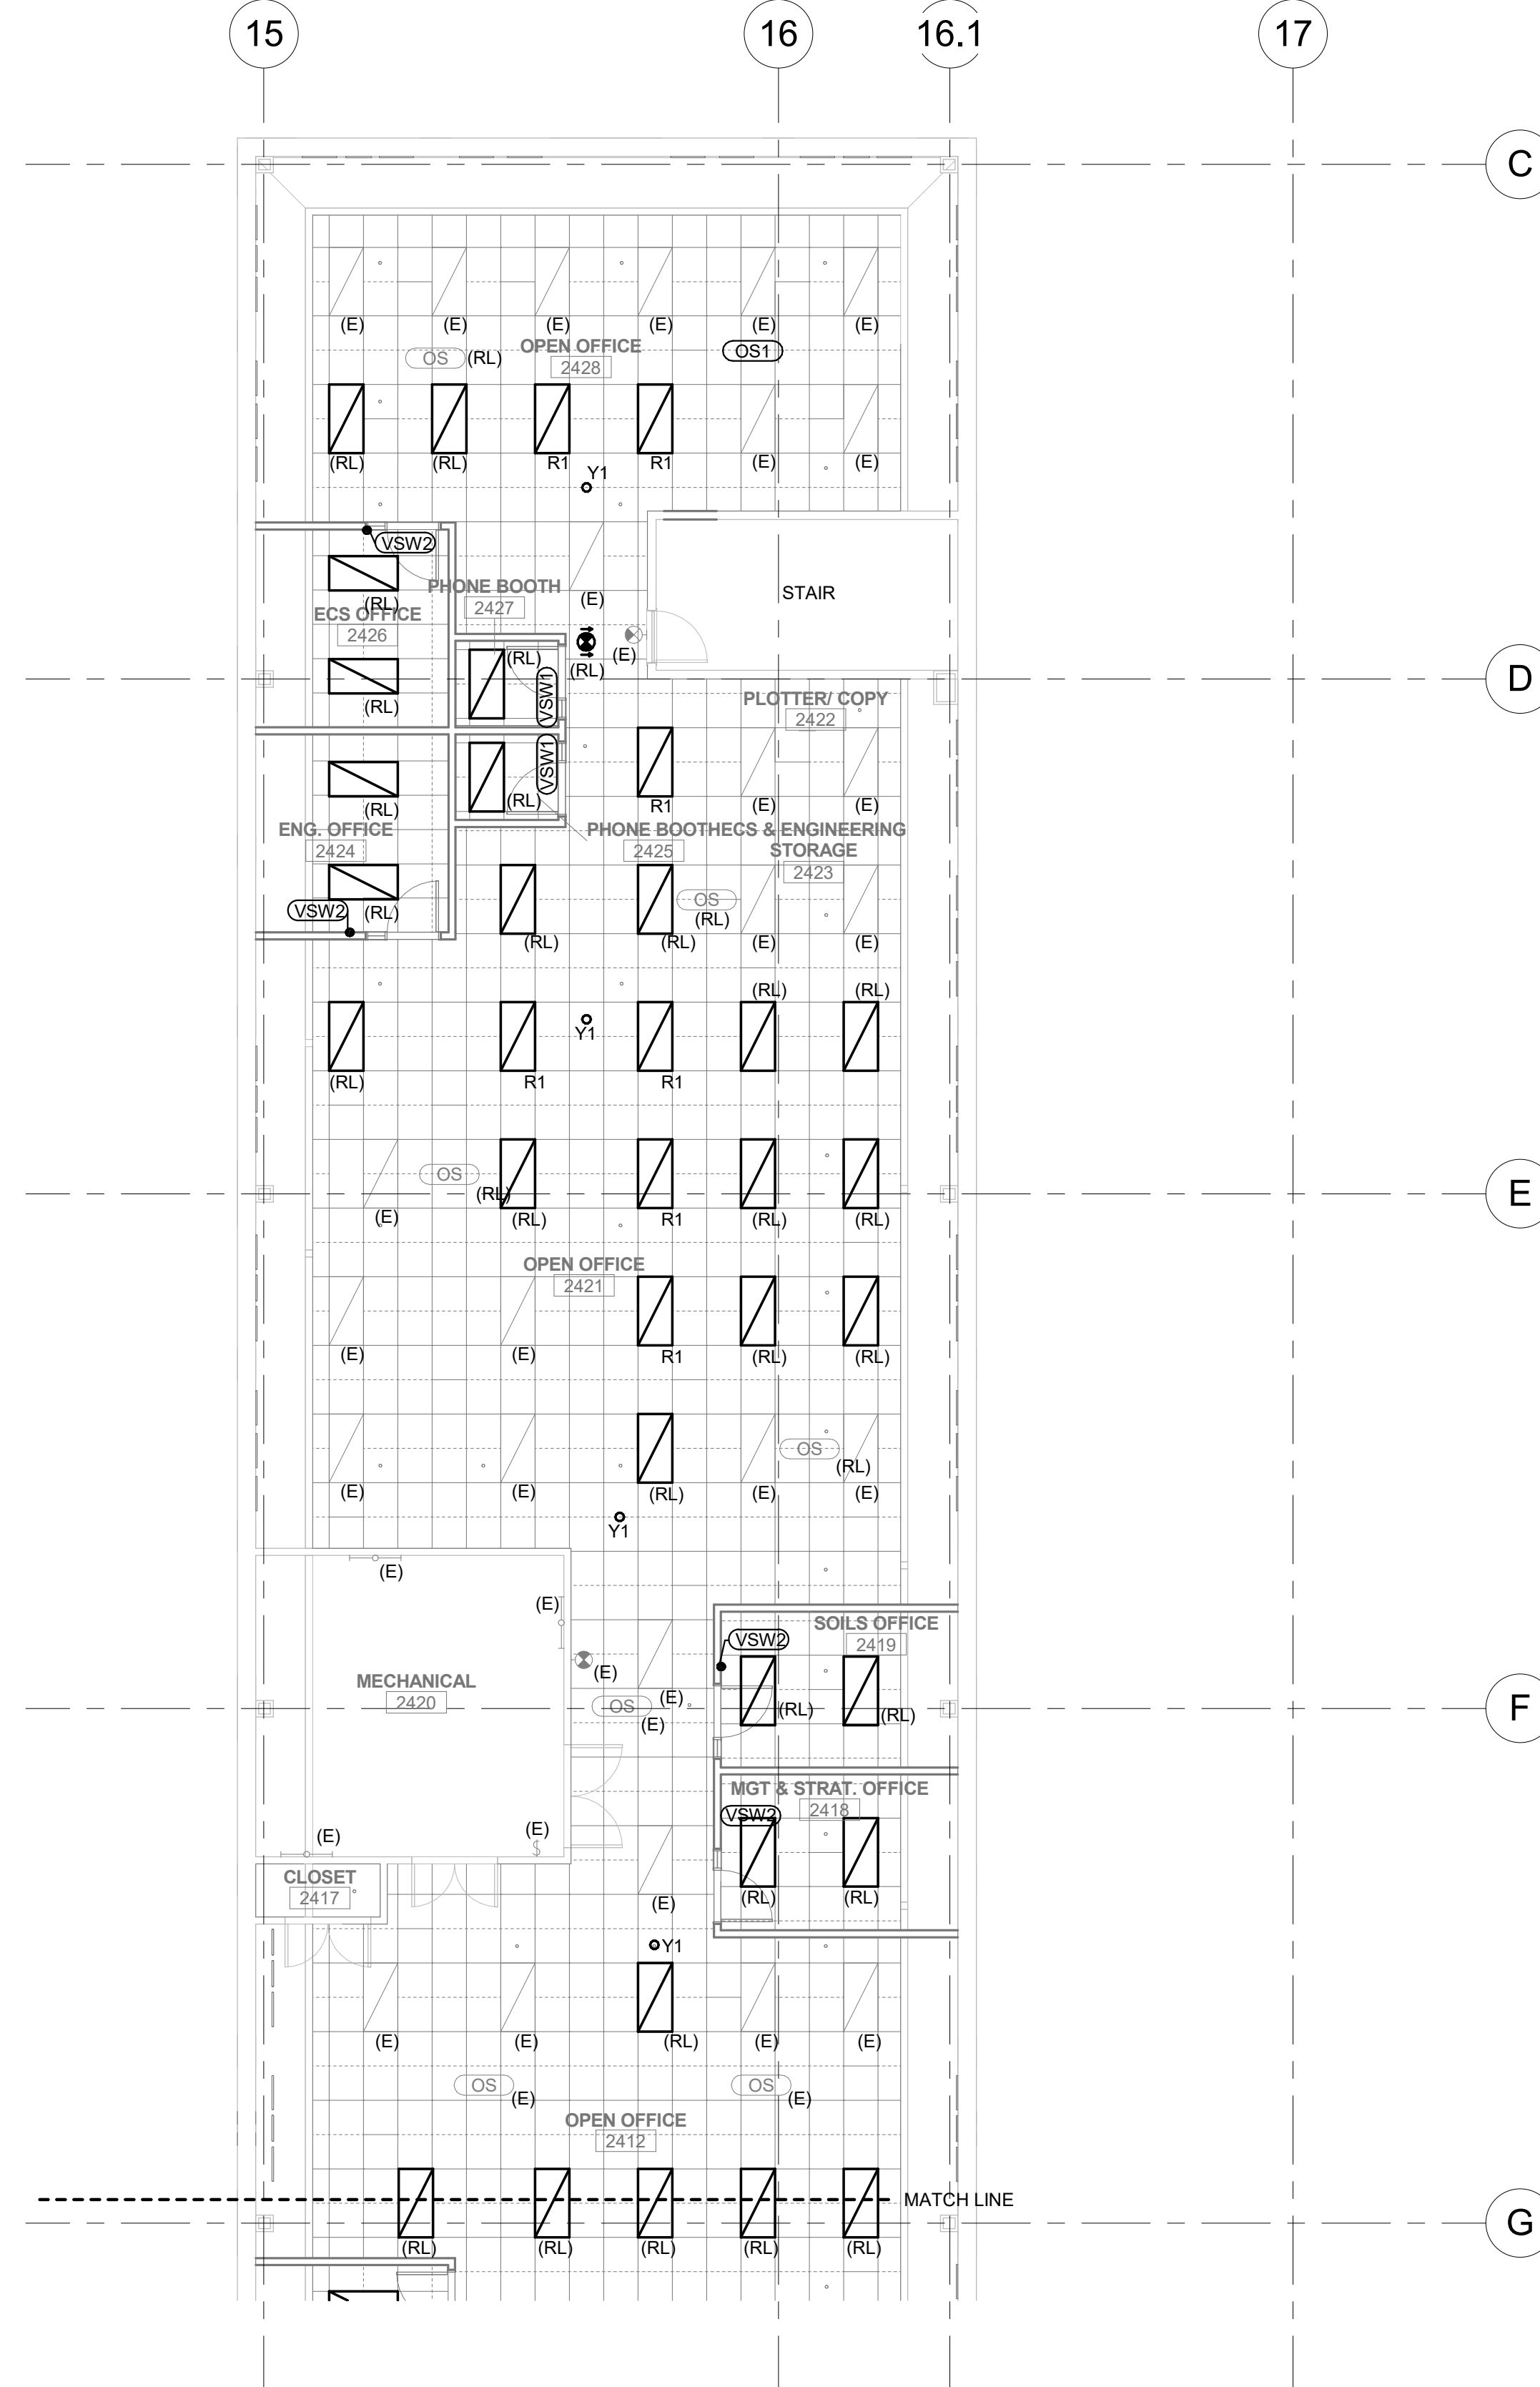 15 16 16.1 17
C
(E) (E) (E) (E) (E) (E)
OPEN OFFICE
2428
OS (RL)
OS1
(RL) (RL) R1 R1 (E) (E)
Y1
VSW2
PHONE BOOTH
2427
(E)
STAIR
(RL)
ECS OFFICE
2426
(RL)
(RL)
(E)
(RL)
VSW1
D
(RL)
PLOTTER/ COPY
2422
VSW1
(RL)
(RL)
R1 (E) (E)
ENG. OFFICE
2424
PHONE BOOTH
2425
ECS & ENGINEERING
STORAGE
2423
VSW2
(RL)
OS
(RL)
(RL) (RL) (E) (E)
(RL) (RL)
Y1
(RL) R1 R1
OS
(RL)
E
(E) (RL) R1 (RL) (RL)
OPEN OFFICE
2421
(E) (E) R1 (RL) (RL)
OS
(RL)
(E) (E) (RL) (E) (E)
Y1
(E)
(E)
SOILS OFFICE
2419
VSW2
(E)
MECHANICAL
2420
OS
(E)
(E)
(RL) (RL)
F
MGT & STRAT. OFFICE
2418
VSW2
(E)
(E)
$
CLOSET
2417
(E)
(RL) (RL)
Y1
(E) (E) (RL) (E) (E)
OS
(E)
OS
(E)
OPEN OFFICE
2412
MATCH LINE
G
(RL) (RL) (RL) (RL) (RL)